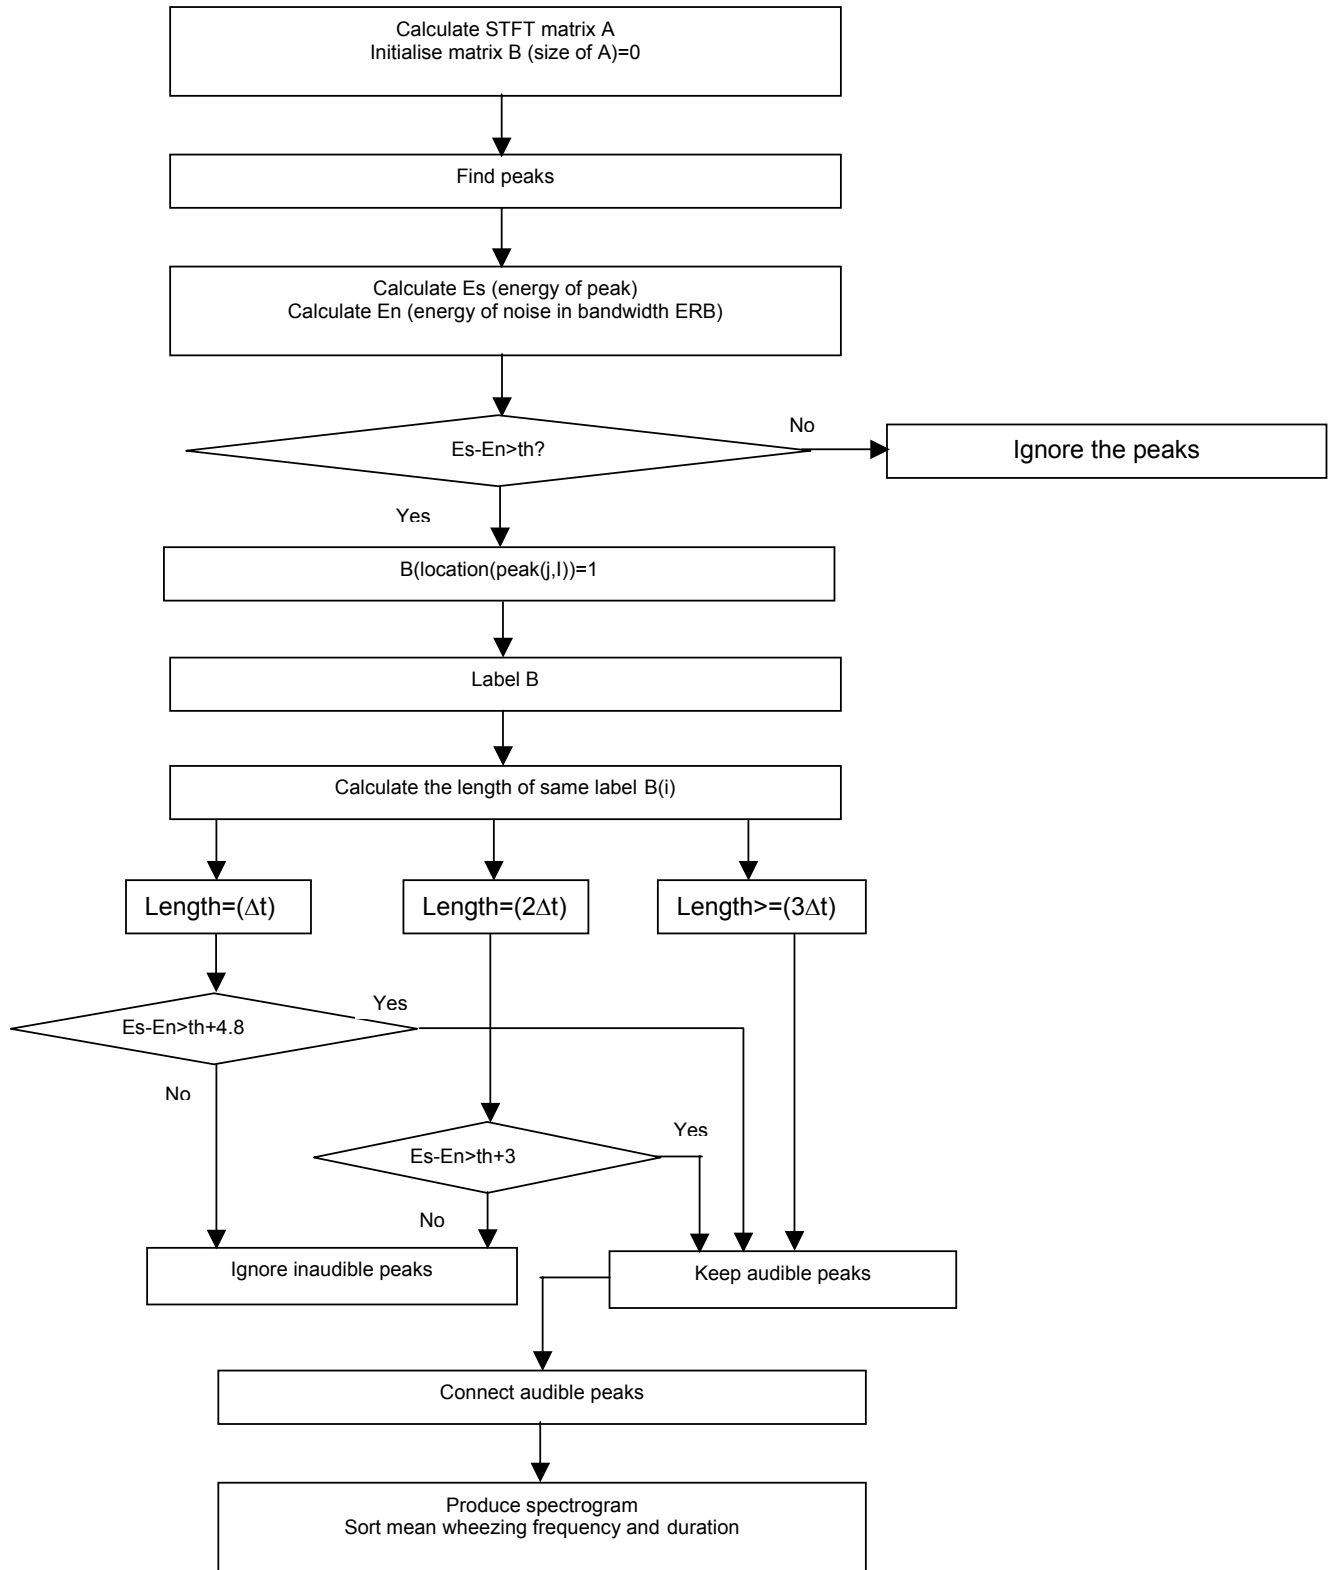 Calculate STFT matrix A
Initialise matrix B (size of A)=0
Find peaks
Calculate Es (energy of peak)
Calculate En (energy of noise in bandwidth ERB)
Es-En>th?
No
Ignore the peaks
Yes
B(location(peak(j,I))=1
Label B
Calculate the length of same label B(i)
Length=(Δt)
Length=(2Δt)
Length>=(3Δt)
Es-En>th+4.8
Yes
No
Es-En>th+3
Yes
No
Ignore inaudible peaks
Keep audible peaks
Connect audible peaks
Produce spectrogram
Sort mean wheezing frequency and duration